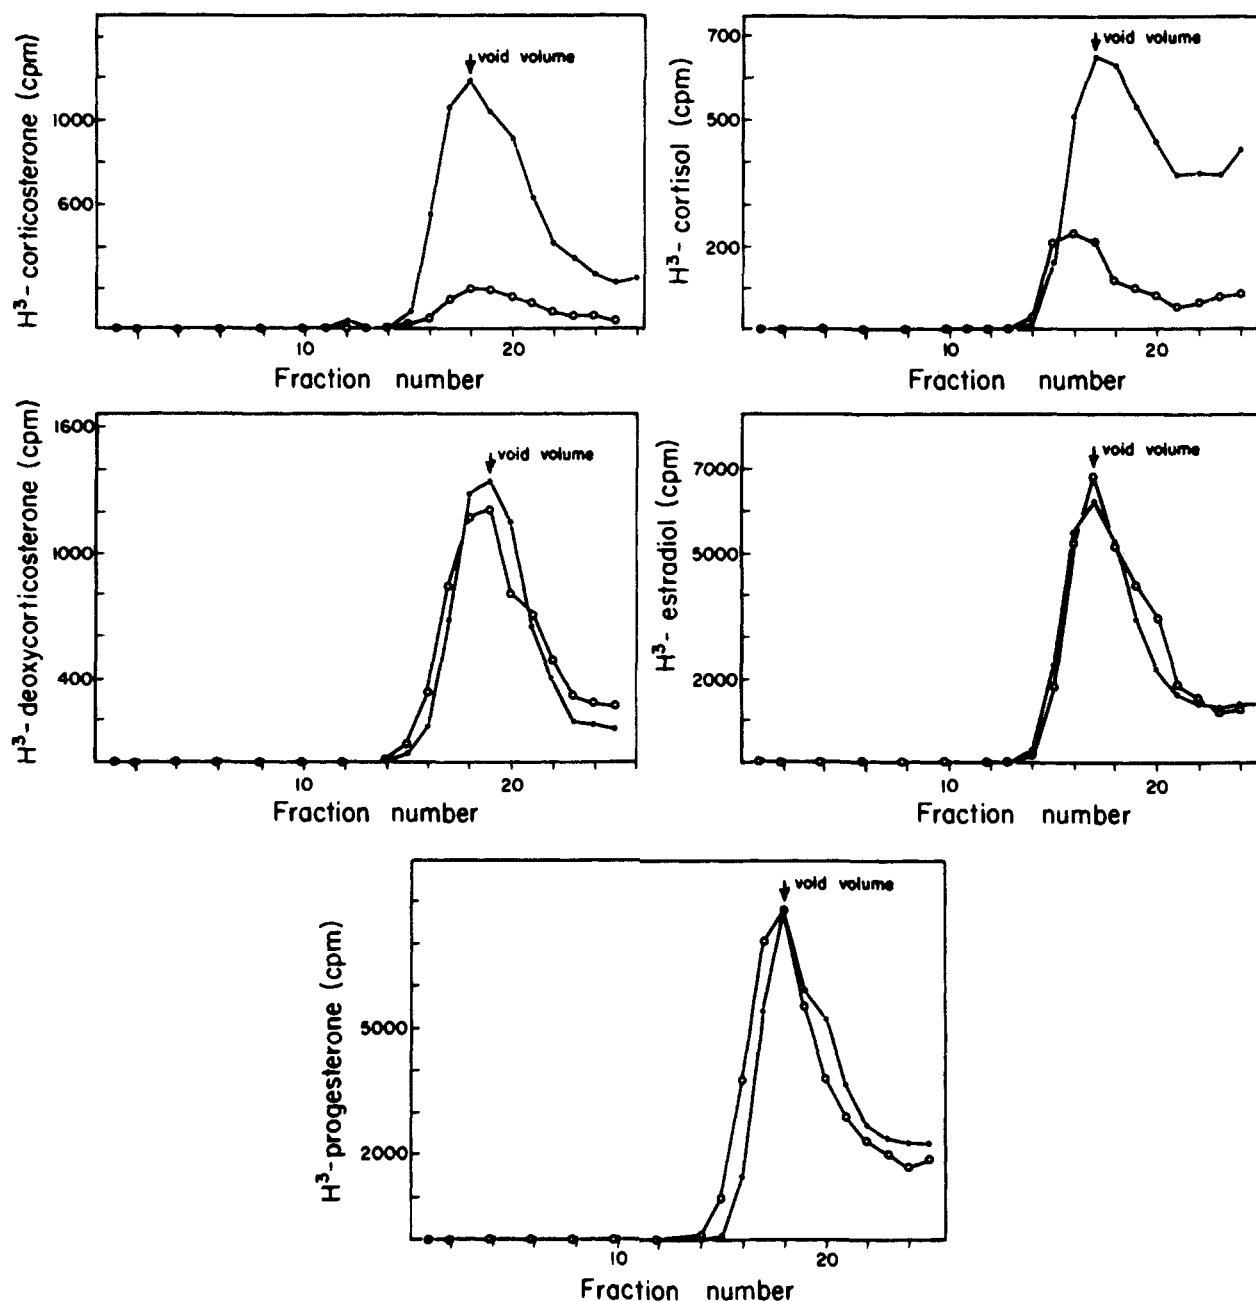 H³-corticosterone (cpm)
1000
600
void volume
10
20
Fraction number
H³- cortisol (cpm)
700
500
200
void volume
10
20
Fraction number
H³-deoxycorticosterone (cpm)
1600
1000
400
void volume
10
20
Fraction number
H³- estradiol (cpm)
7000
5000
2000
void volume
10
20
Fraction number
H³-progesterone (cpm)
5000
2000
void volume
10
20
Fraction number